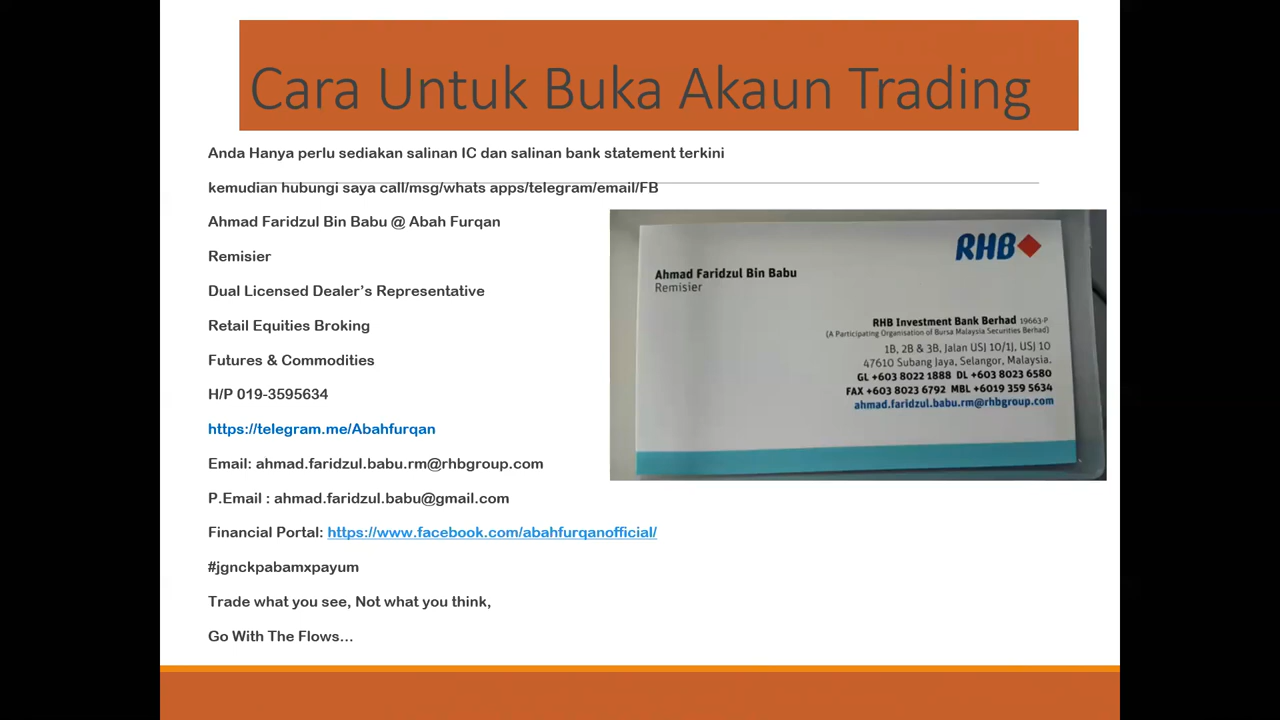 Cara Untuk Buka Akaun Trading
Anda Hanya perlu sediakan salinan IC dan salinan bank statement terkini
kemudian hubungi saya call/msg/whats apps/telegram/email/FB
Ahmad Faridzul Bin Babu @ Abah Furqan
Remisier
Dual Licensed Dealer’s Representative
Retail Equities Broking
Futures & Commodities
H/P 019-3595634
https://telegram.me/Abahfurqan
Email: ahmad.faridzul.babu.rm@rhbgroup.com
P.Email : ahmad.faridzul.babu@gmail.com
Financial Portal: https://www.facebook.com/abahfurqanofficial/
#jgnckpabamxpayum
Trade what you see, Not what you think,
Go With The Flows...
RHB
Ahmad Faridzul Bin Babu
Remisier
RHB Investment Bank Berhad 19663-P
(A Participating Organisation of Bursa Malaysia Securities Berhad)
1B, 2B & 3B, Jalan USJ 10/1J, USJ 10
47610 Subang Jaya, Selangor, Malaysia.
GL +603 8022 1888 DL +603 8023 6580
FAX +603 8023 6792 MBL +6019 359 5634
ahmad.faridzul.babu.rm@rhbgroup.com